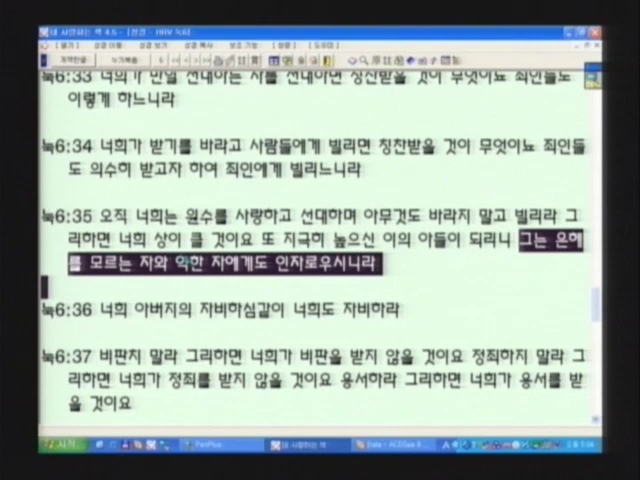 눅6:33 너희가 만일 선대하는 자를 선대하면 칭찬받을 것이 무엇이뇨 죄인들도
이렇게 하느니라
눅6:34 너희가 받기를 바라고 사람들에게 빌리면 칭찬받을 것이 무엇이뇨 죄인들
도 의수히 받고자 하여 죄인에게 빌리느니라
눅6:35 오직 너희는 원수를 사랑하고 선대하며 아무것도 바라지 말고 빌리라 그
리하면 너희 상이 클 것이요 또 지극히 높으신 이의 아들이 되리니 그는 은혜
를 모르는 자와 악한 자에게도 인자로우시니라
눅6:36 너희 아버지의 자비하심같이 너희도 자비하라
눅6:37 비판치 말라 그리하면 너희가 비판을 받지 않을 것이요 정죄하지 말라 그
리하면 너희가 정죄를 받지 않을 것이요 용서하라 그리하면 너희가 용서를 받
을 것이요
시작 PenPlus 내 사랑하는 책